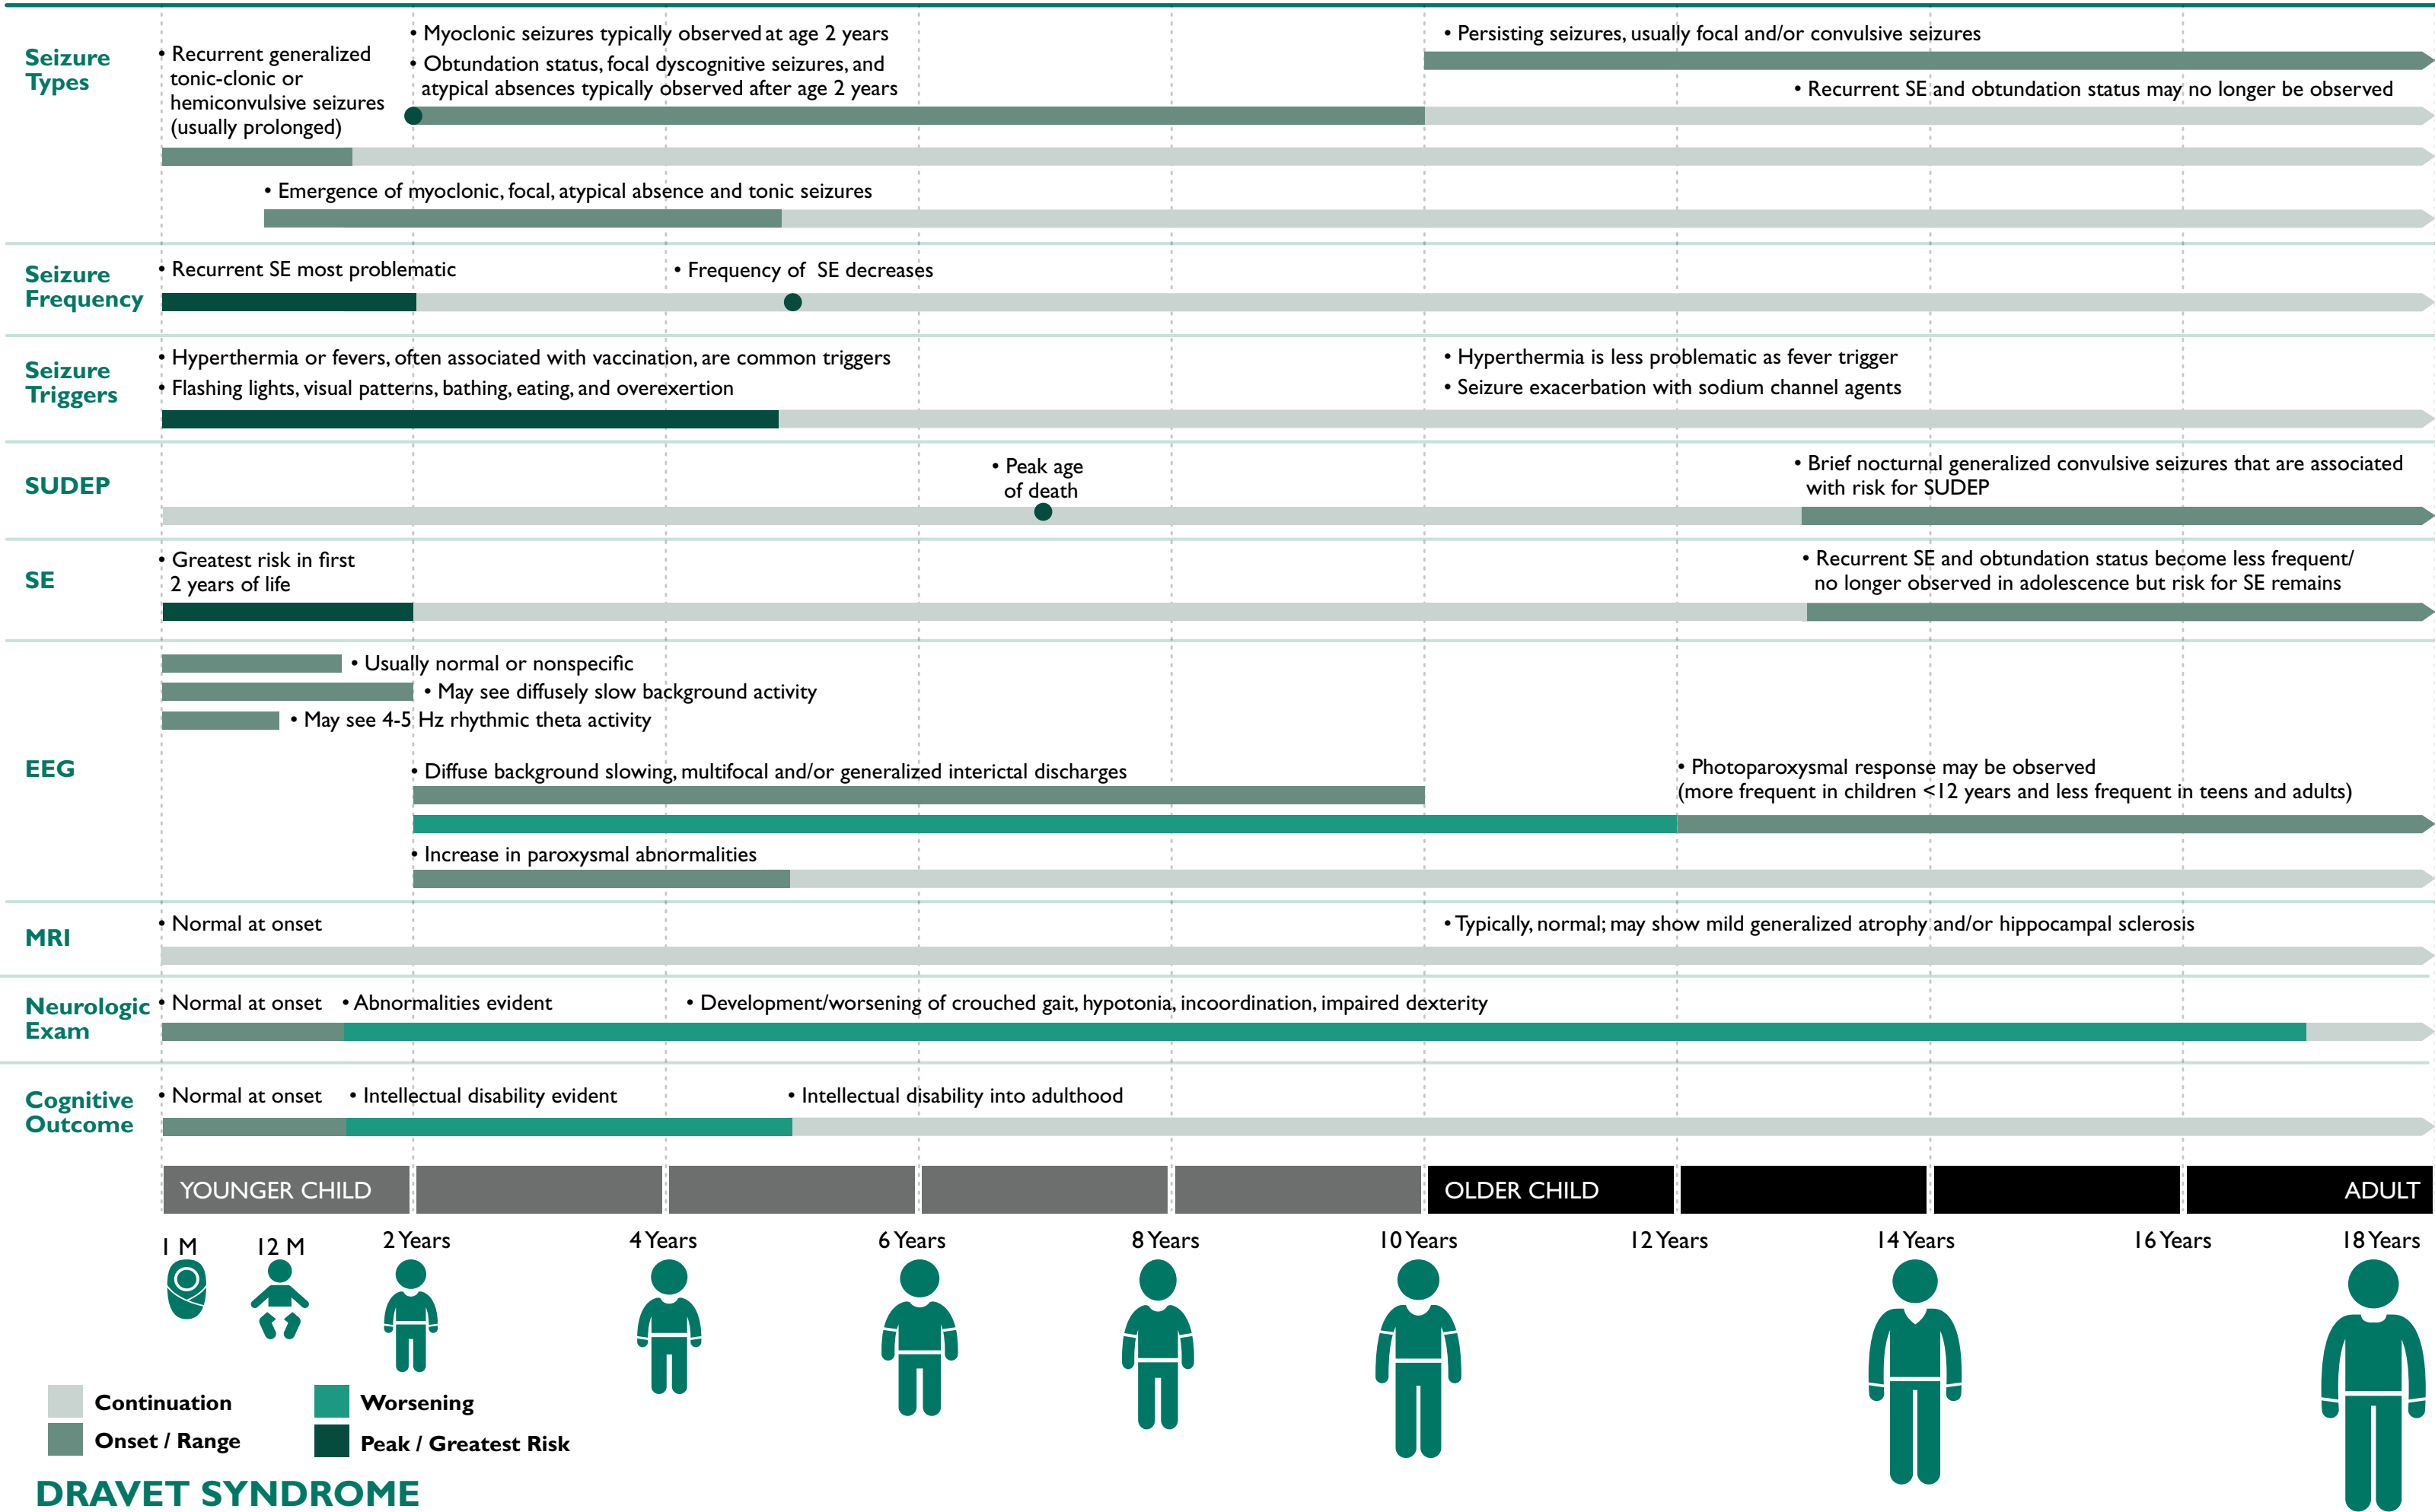 Seizure
Types
• Recurrent generalized
tonic-clonic or
hemiconvulsive seizures
(usually prolonged)
• Myoclonic seizures typically observed at age 2 years
• Obtundation status, focal dyscognitive seizures, and
atypical absences typically observed after age 2 years
• Persisting seizures, usually focal and/or convulsive seizures
• Recurrent SE and obtundation status may no longer be observed
• Emergence of myoclonic, focal, atypical absence and tonic seizures
Seizure
Frequency
• Recurrent SE most problematic
• Frequency of SE decreases
Seizure
Triggers
• Hyperthermia or fevers, often associated with vaccination, are common triggers
• Flashing lights, visual patterns, bathing, eating, and overexertion
• Hyperthermia is less problematic as fever trigger
• Seizure exacerbation with sodium channel agents
SUDEP
• Peak age
of death
• Brief nocturnal generalized convulsive seizures that are associated
with risk for SUDEP
SE
• Greatest risk in first
2 years of life
• Recurrent SE and obtundation status become less frequent/
no longer observed in adolescence but risk for SE remains
EEG
• Usually normal or nonspecific
• May see diffusely slow background activity
• May see 4-5 Hz rhythmic theta activity
• Diffuse background slowing, multifocal and/or generalized interictal discharges
• Photoparoxysmal response may be observed
(more frequent in children <12 years and less frequent in teens and adults)
• Increase in paroxysmal abnormalities
MRI
• Normal at onset
• Typically, normal; may show mild generalized atrophy and/or hippocampal sclerosis
Neurologic
Exam
• Normal at onset
• Abnormalities evident
• Development/worsening of crouched gait, hypotonia, incoordination, impaired dexterity
Cognitive
Outcome
• Normal at onset
• Intellectual disability evident
• Intellectual disability into adulthood
YOUNGER CHILD
OLDER CHILD
ADULT
1 M
12 M
2 Years
4 Years
6 Years
8 Years
10 Years
12 Years
14 Years
16 Years
18 Years
Continuation
Worsening
Onset / Range
Peak / Greatest Risk
DRAVET SYNDROME